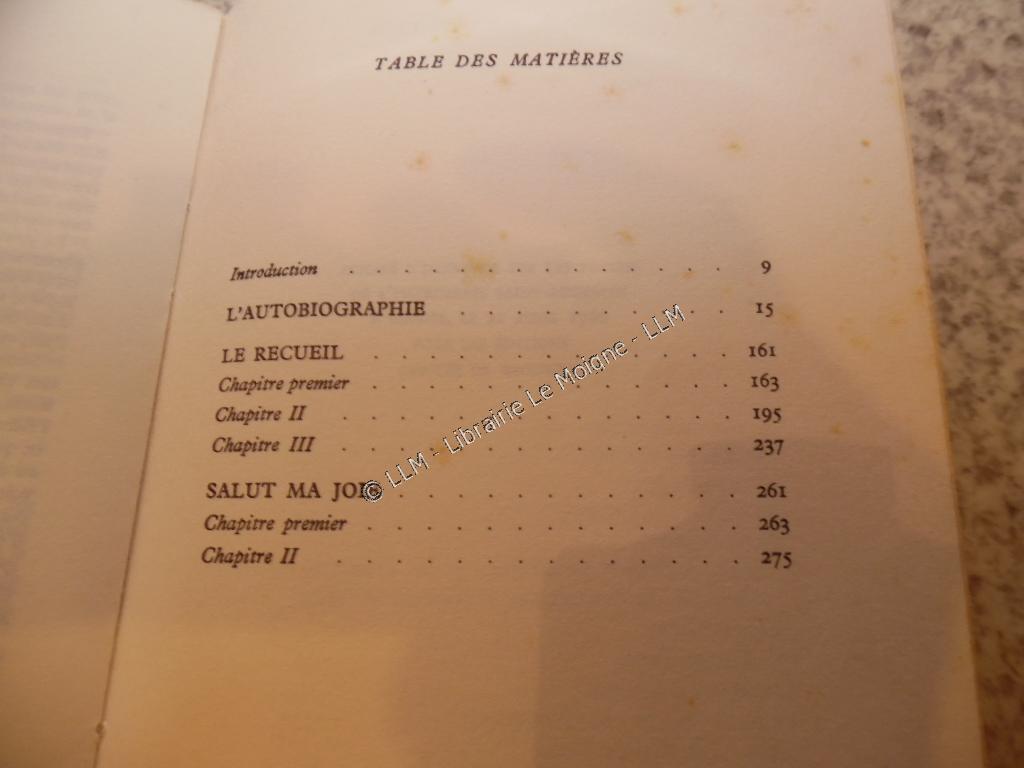 TABLE DES MATIÈRES
Introduction . . . . . . . . . . . . . . 9
L'AUTOBIOGRAPHIE . . . . . . . . . . 15
LE RECUEIL . . . . . . . . . . . . . 161
Chapitre premier . . . . . . . . . . . . . 163
Chapitre II . . . . . . . . . . . . . . 195
Chapitre III . . . . . . . . . . . . . . 237
SALUT MA JOIE . . . . . . . . . . . . 261
Chapitre premier . . . . . . . . . . . . . 263
Chapitre II . . . . . . . . . . . . . . 275
© LLM - Librairie Le Moigne - LLM